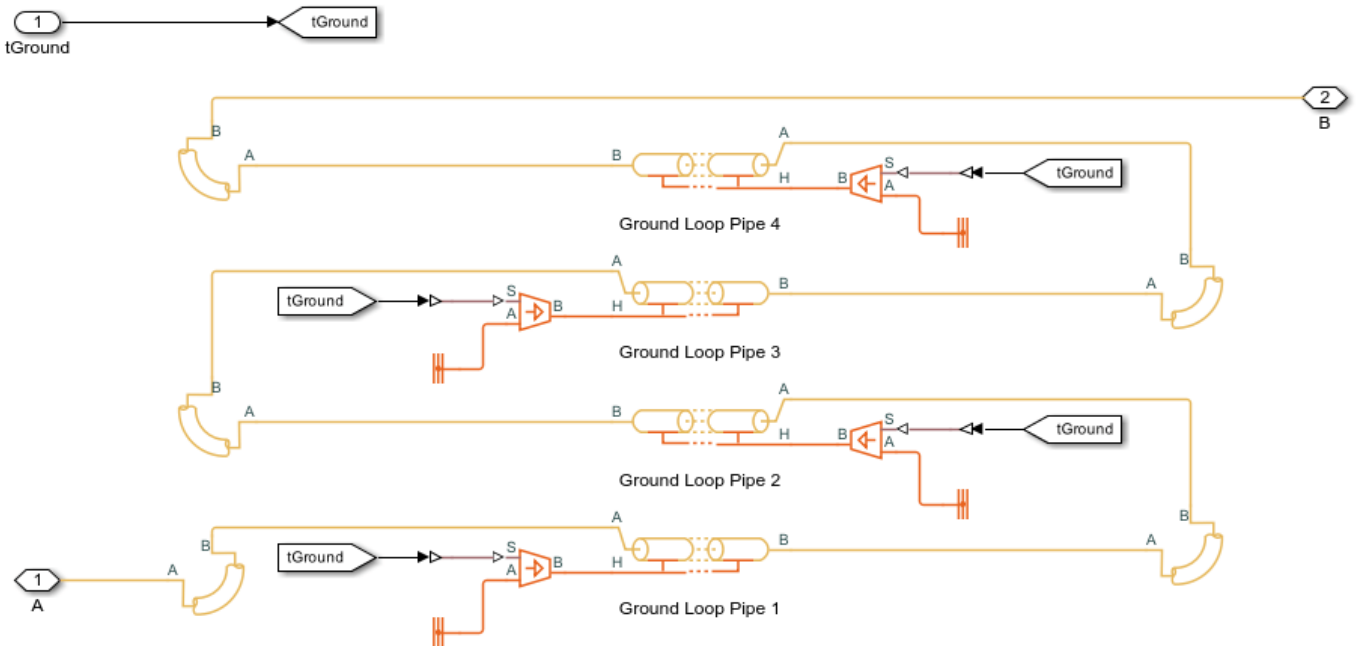 1
tGround
tGround
2
B
B
A
B
A
H
B
S
A
tGround
Ground Loop Pipe 4
B
A
A
B
tGround
S
A
B
H
Ground Loop Pipe 3
B
A
B
A
H
B
S
A
tGround
Ground Loop Pipe 2
B
A
A
B
tGround
S
A
B
H
B
A
1
A
Ground Loop Pipe 1